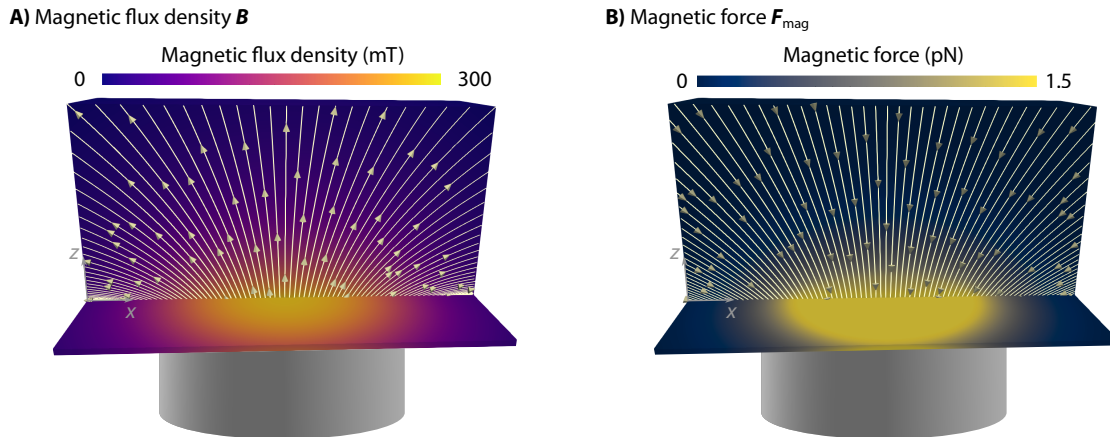 A) Magnetic flux density B
Magnetic flux density (mT)
0 300
z
x
B) Magnetic force Fmag
Magnetic force (pN)
0 1.5
z
x